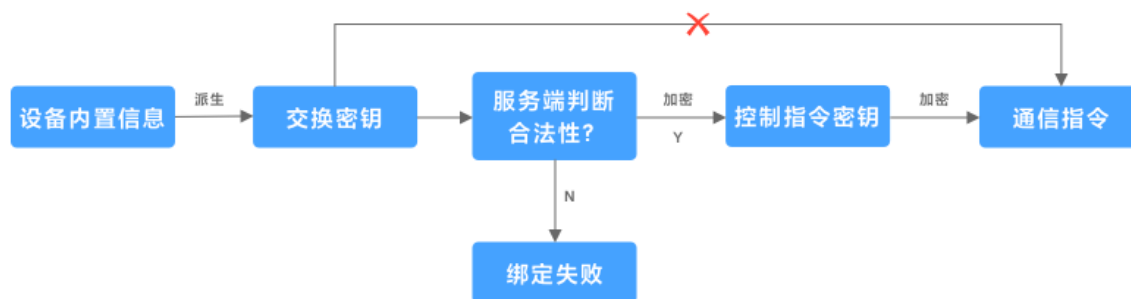 设备内置信息
派生
交换密钥
服务端判断
合法性？
加密
Y
控制指令密钥
加密
通信指令
N
绑定失败